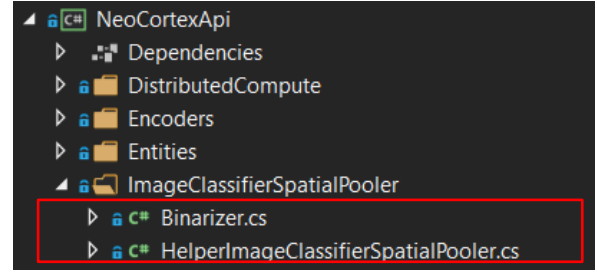 C# NeoCortexApi
Dependencies
DistributedCompute
Encoders
Entities
ImageClassifierSpatialPooler
C# Binarizer.cs
C# HelperImageClassifierSpatialPooler.cs